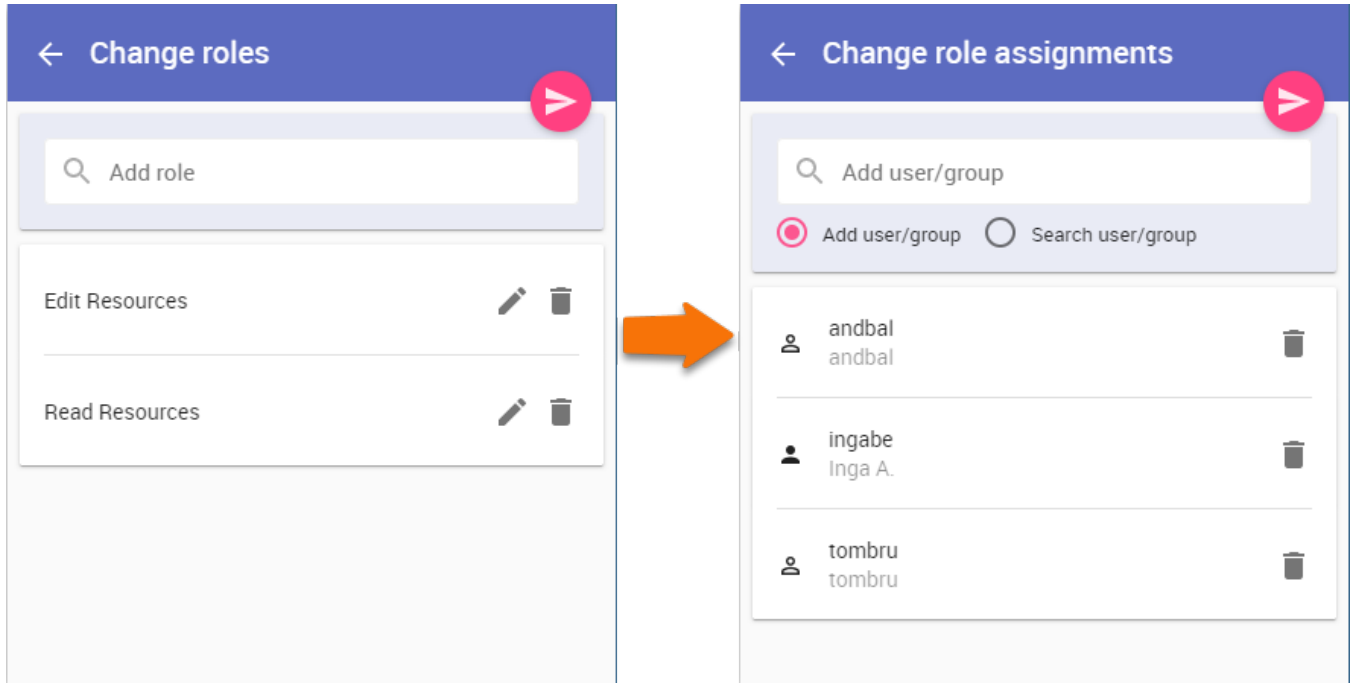 Change roles
Add role
Edit Resources
Read Resources
Change role assignments
Add user/group
Add user/group Search user/group
andbal
andbal
ingabe
Inga A.
tombru
tombru